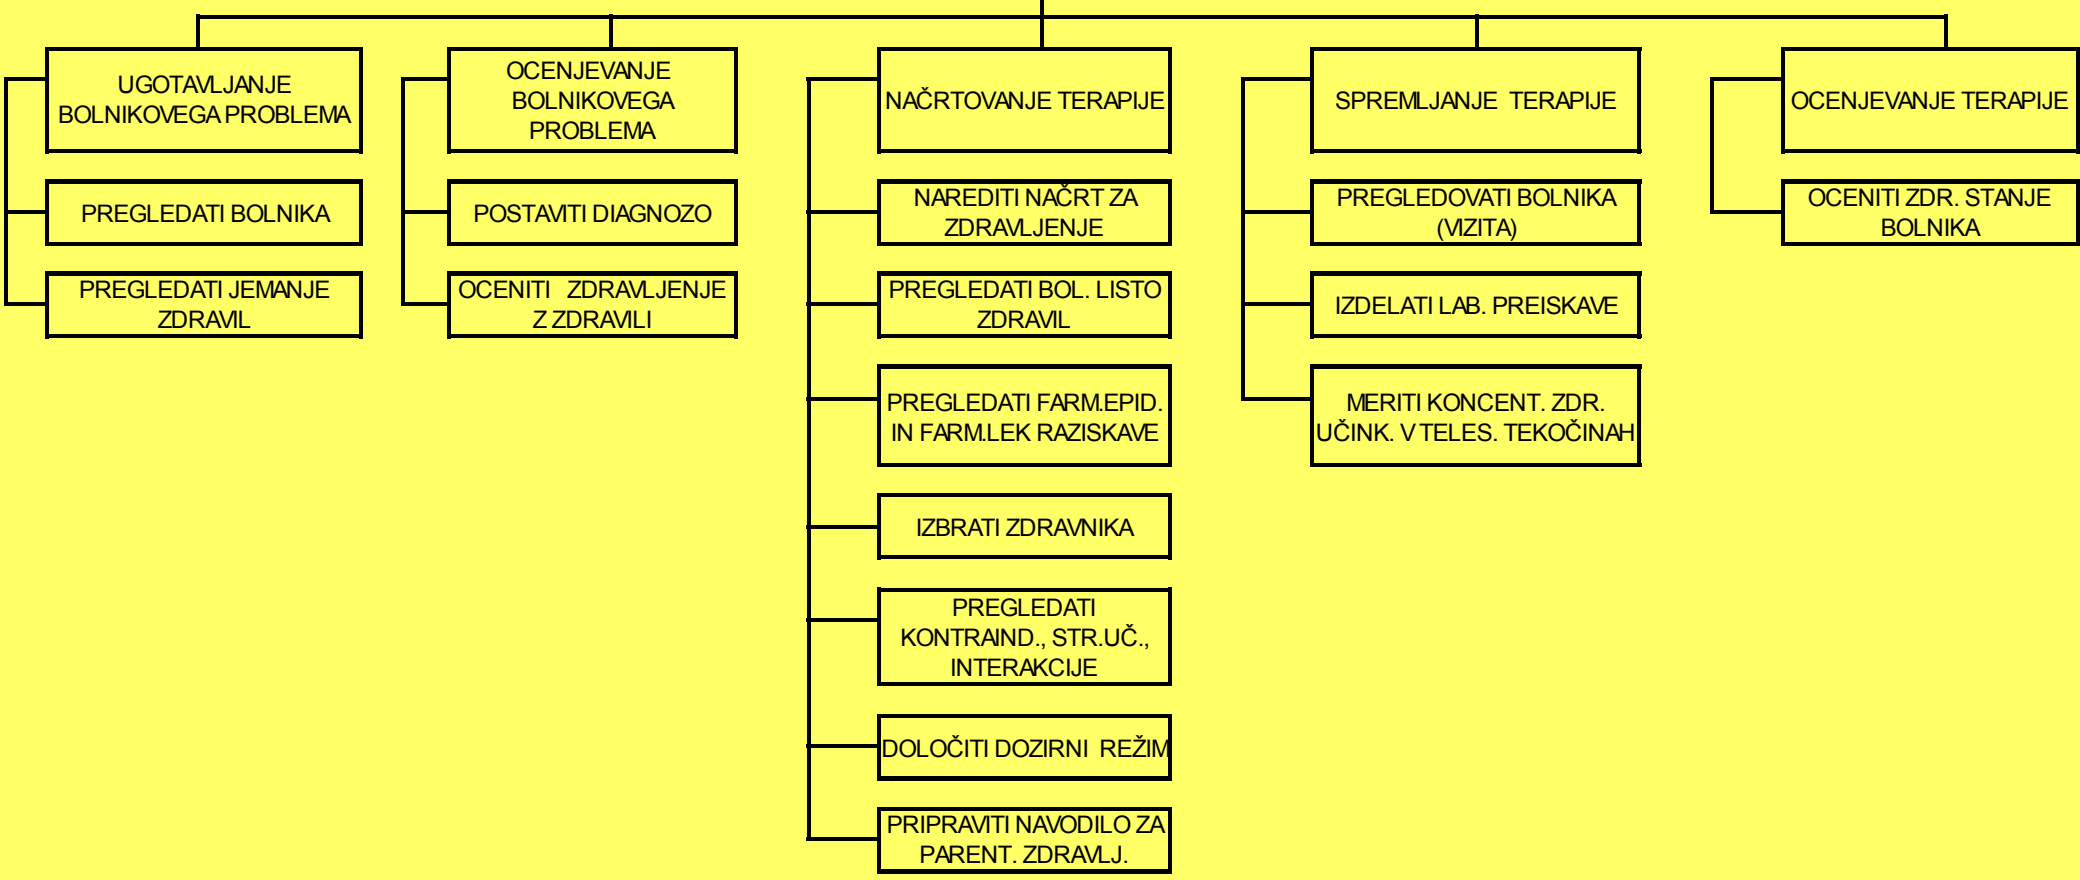 UGOTAVLJANJE
BOLNIKOVEGA PROBLEMA
PREGLEDATI BOLNIKA
PREGLEDATI JEMANJE
ZDRAVIL
OCENJEVANJE
BOLNIKOVEGA
PROBLEMA
POSTAVITI DIAGNOZO
OCENITI ZDRAVLJENJE
Z ZDRAVILI
NAČRTOVANJE TERAPIJE
NAREDITI NAČRT ZA
ZDRAVLJENJE
PREGLEDATI BOL. LISTO
ZDRAVIL
PREGLEDATI FARM.EPID.
IN FARM.LEK RAZISKAVE
IZBRATI ZDRAVNIKA
PREGLEDATI
KONTRAIND., STR.UČ.,
INTERAKCIJE
DOLOČITI DOZIRNI REŽIM
PRIPRAVITI NAVODILO ZA
PARENT. ZDRAVLJ.
SPREMLJANJE TERAPIJE
PREGLEDOVATI BOLNIKA
(VIZITA)
IZDELATI LAB. PREISKAVE
MERITI KONCENT. ZDR.
UČINK. V TELES. TEKOČINAH
OCENJEVANJE TERAPIJE
OCENITI ZDR. STANJE
BOLNIKA